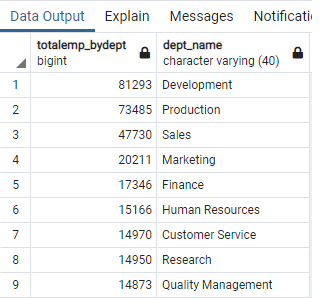 Data Output Explain Messages Notificati
totalemp_bydept dept_name
bigint character varying (40)
1 81293 Development
2 73485 Production
3 47730 Sales
4 20211 Marketing
5 17346 Finance
6 15166 Human Resources
7 14970 Customer Service
8 14950 Research
9 14873 Quality Management